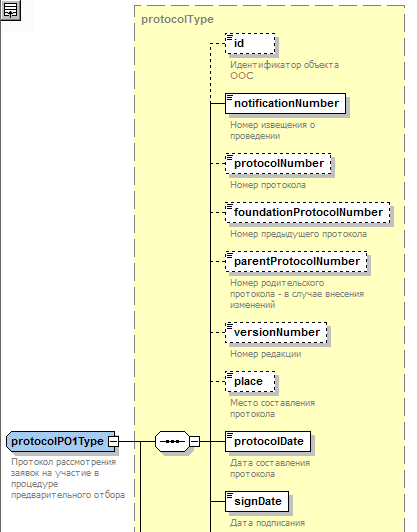 protocolType
id
Идентификатор объекта
ООС
notificationNumber
Номер извещения о
проведении
protocolNumber
Номер протокола
foundationProtocolNumber
Номер предыдущего протокола
parentProtocolNumber
Номер родительского
протокола - в случае внесения
изменений
versionNumber
Номер редакции
place
Место составления
протокола
protocolPO1Type
Протокол рассмотрения
заявок на участие в
процедуре
предварительного отбора
protocolDate
Дата составления
протокола
signDate
Дата подписания